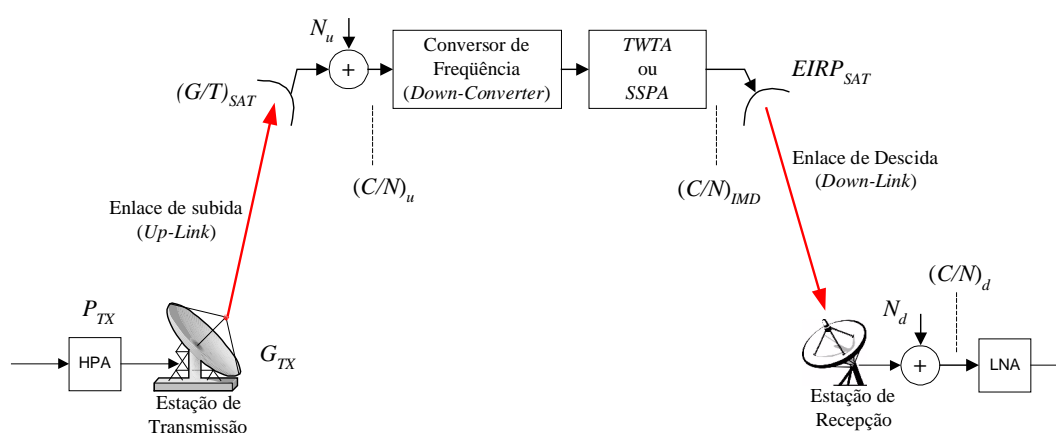 N_u
Conversor de
Freqüência
(Down-Converter)
TWTA
ou
SSPA
EIRP_SAT
(G/T)_SAT
+
(C/N)_u
(C/N)_IMD
Enlace de Descida
(Down-Link)
Enlace de subida
(Up-Link)
(C/N)_d
P_TX
N_d
HPA
G_TX
+
LNA
Estação de
Transmissão
Estação de
Recepção